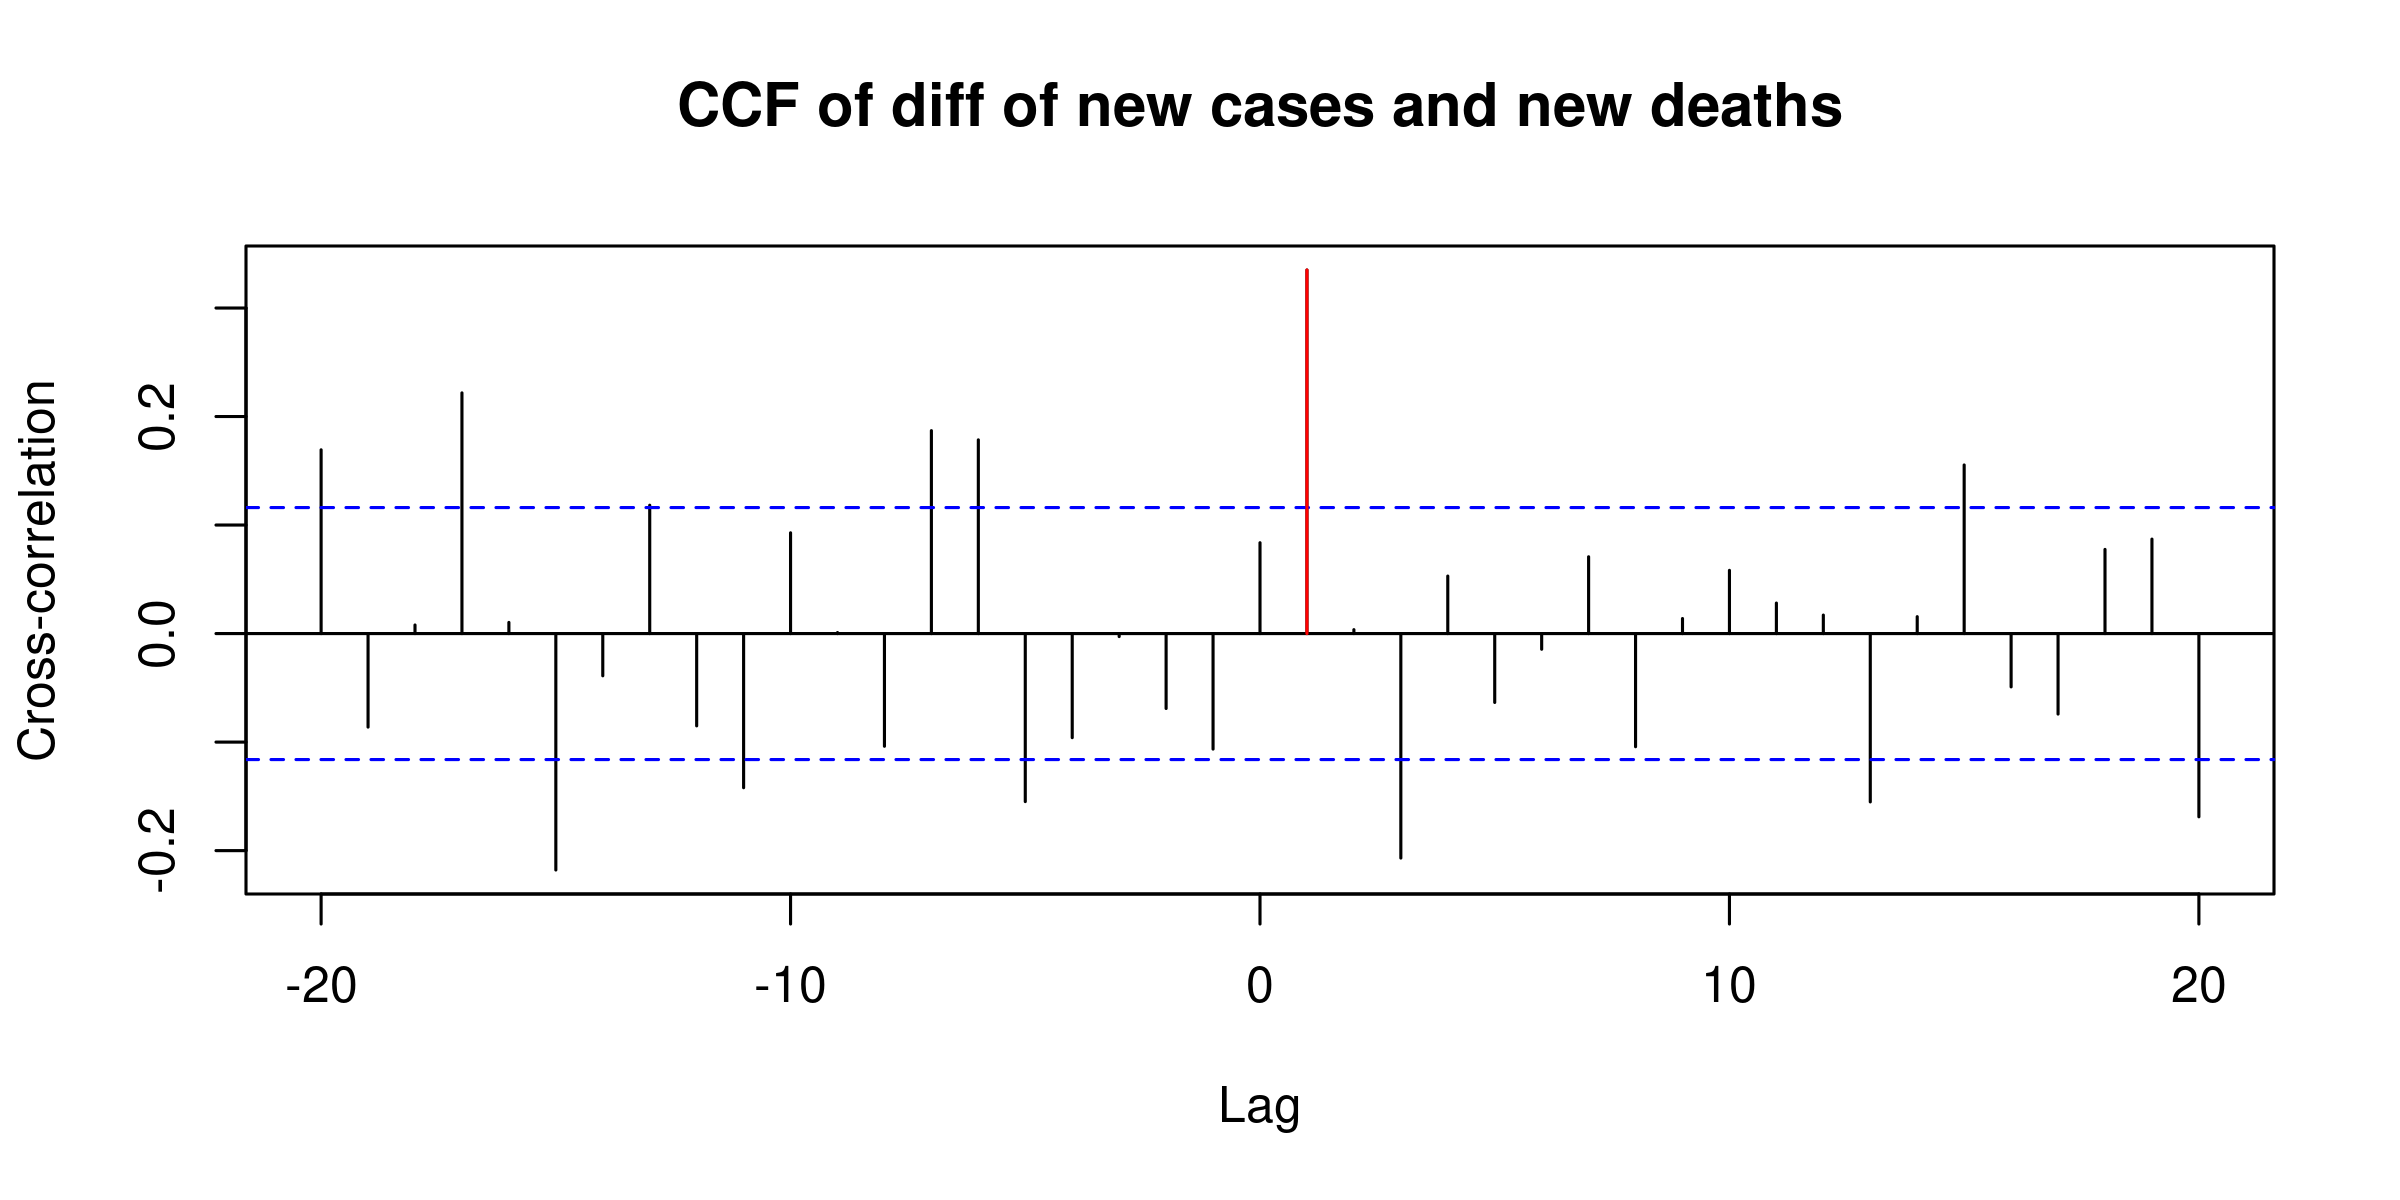 CCF of diff of new cases and new deaths
Cross-correlation
0.2
0.0
-0.2
-20 -10 0 10 20
Lag